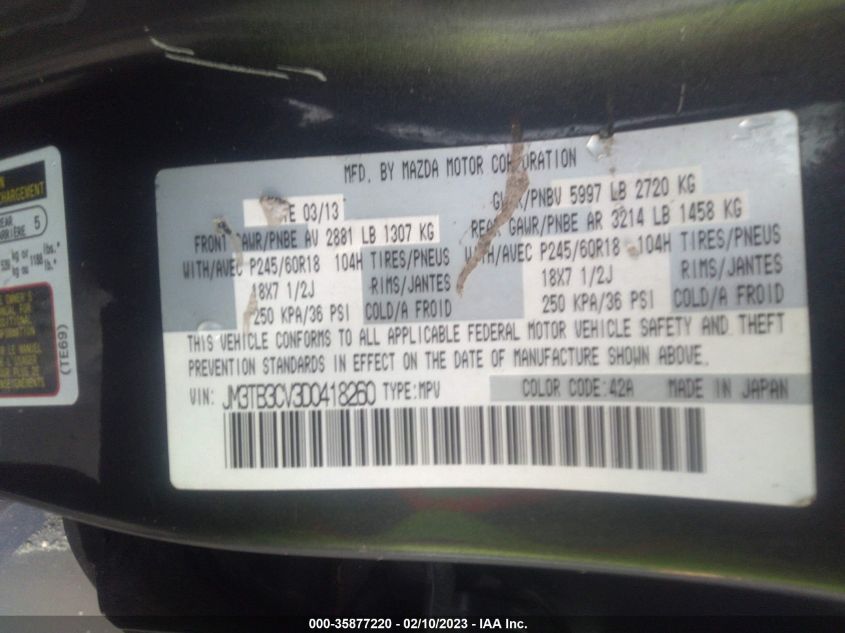 MFD. BY MAZDA MOTOR CORPORATION
03/13
GVWR/PNBV 5997 LB 2720 KG
FRONT GAWR/PNBE AV 2881 LB 1307 KG
REAR GAWR/PNBE AR 3214 LB 1458 KG
WITH/AVEC P245/60R18 104H TIRES/PNEUS
WITH/AVEC P245/60R18 104H TIRES/PNEUS
18X7 1/2J RIMS/JANTES
18X7 1/2J RIMS/JANTES
250 KPA/36 PSI COLD/A FROID
250 KPA/36 PSI COLD/A FROID
THIS VEHICLE CONFORMS TO ALL APPLICABLE FEDERAL MOTOR VEHICLE SAFETY AND THEFT
PREVENTION STANDARDS IN EFFECT ON THE DATE OF MANUFACTURE SHOWN ABOVE.
VIN: JM3TB3CV3D0418260 TYPE:MPV COLOR CODE:42A MADE IN JAPAN
CHARGEMENT
5
(TE69)
000-35877220 - 02/10/2023 - IAA Inc.